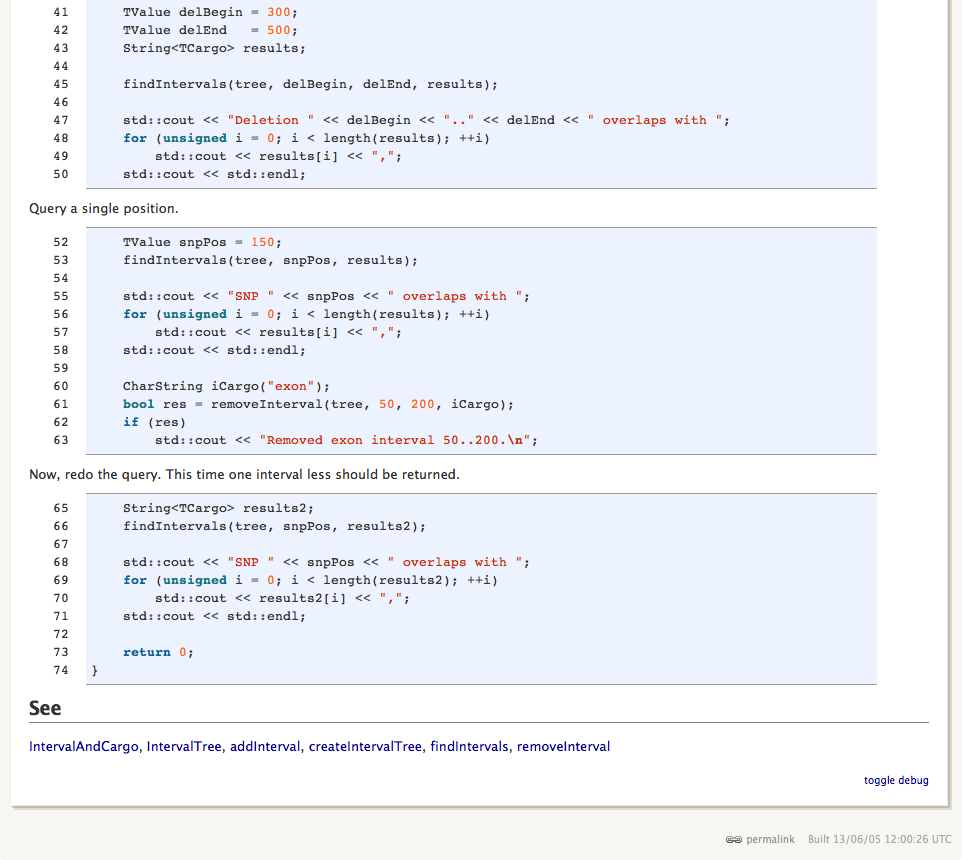 41 TValue delBegin = 300;
42 TValue delEnd   = 500;
43 String<TCargo> results;
44
45 findIntervals(tree, delBegin, delEnd, results);
46
47 std::cout << "Deletion " << delBegin << ".." << delEnd << " overlaps with ";
48 for (unsigned i = 0; i < length(results); ++i)
49     std::cout << results[i] << ",";
50 std::cout << std::endl;
Query a single position.
52 TValue snpPos = 150;
53 findIntervals(tree, snpPos, results);
54
55 std::cout << "SNP " << snpPos << " overlaps with ";
56 for (unsigned i = 0; i < length(results); ++i)
57     std::cout << results[i] << ",";
58 std::cout << std::endl;
59
60 CharString iCargo("exon");
61 bool res = removeInterval(tree, 50, 200, iCargo);
62 if (res)
63     std::cout << "Removed exon interval 50..200.\n";
Now, redo the query. This time one interval less should be returned.
65 String<TCargo> results2;
66 findIntervals(tree, snpPos, results2);
67
68 std::cout << "SNP " << snpPos << " overlaps with ";
69 for (unsigned i = 0; i < length(results2); ++i)
70     std::cout << results2[i] << ",";
71 std::cout << std::endl;
72
73 return 0;
74 }
See
IntervalAndCargo, IntervalTree, addInterval, createIntervalTree, findIntervals, removeInterval
toggle debug
permalink Built 13/06/05 12:00:26 UTC